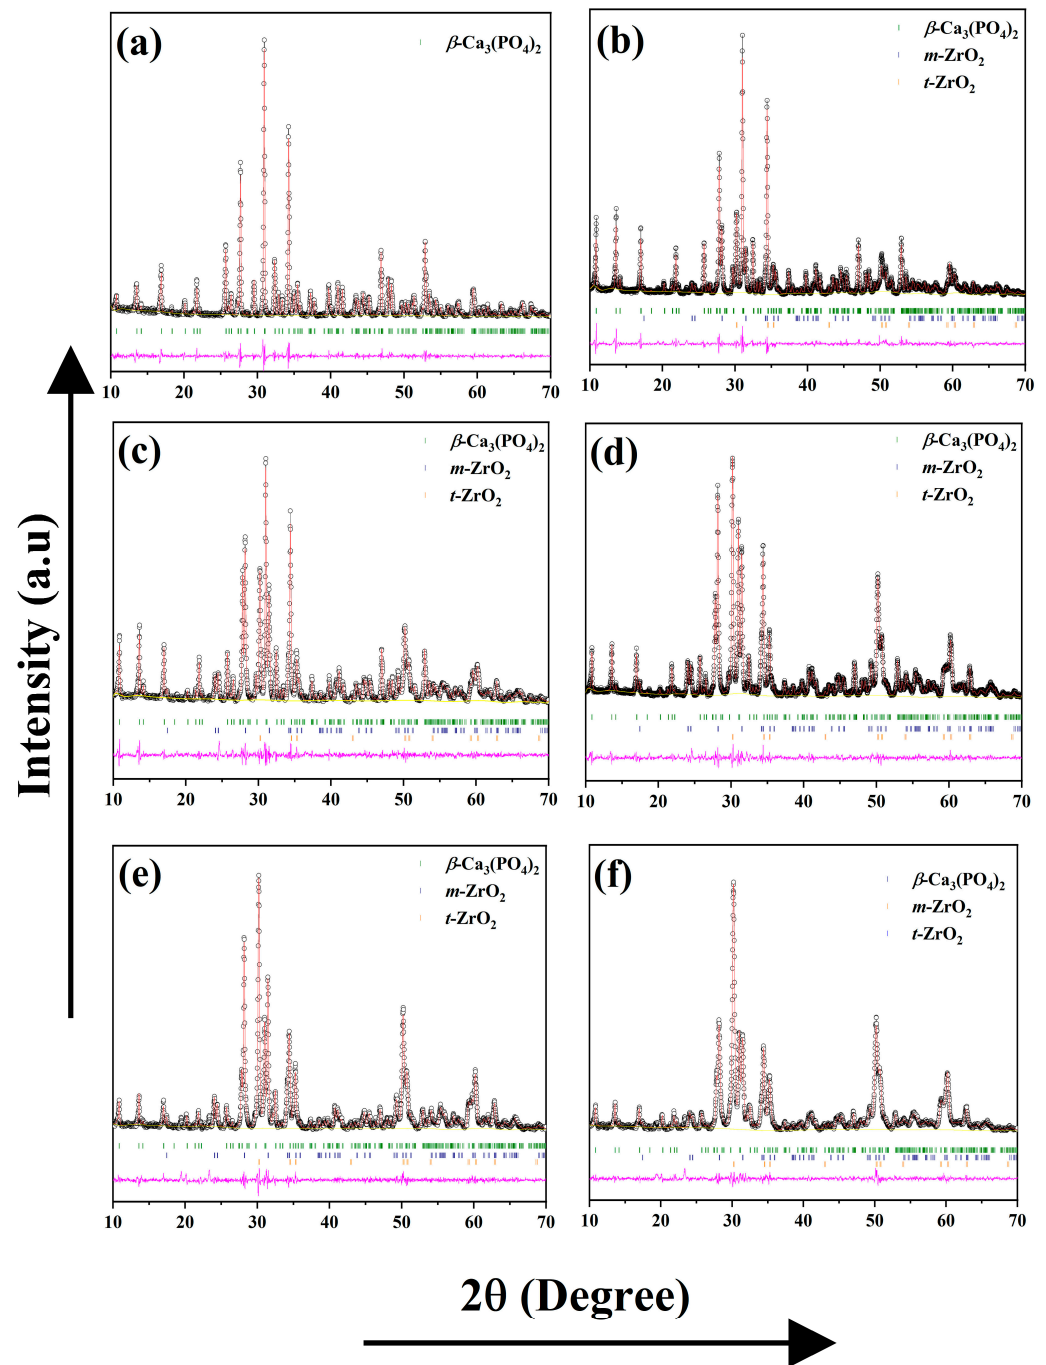 (a)
β-Ca₃(PO₄)₂
10 20 30 40 50 60 70
(b)
β-Ca₃(PO₄)₂
m-ZrO₂
t-ZrO₂
10 20 30 40 50 60 70
(c)
β-Ca₃(PO₄)₂
m-ZrO₂
t-ZrO₂
10 20 30 40 50 60 70
(d)
β-Ca₃(PO₄)₂
m-ZrO₂
t-ZrO₂
10 20 30 40 50 60 70
(e)
β-Ca₃(PO₄)₂
m-ZrO₂
t-ZrO₂
10 20 30 40 50 60 70
(f)
β-Ca₃(PO₄)₂
m-ZrO₂
t-ZrO₂
10 20 30 40 50 60 70
Intensity (a.u)
2θ (Degree)